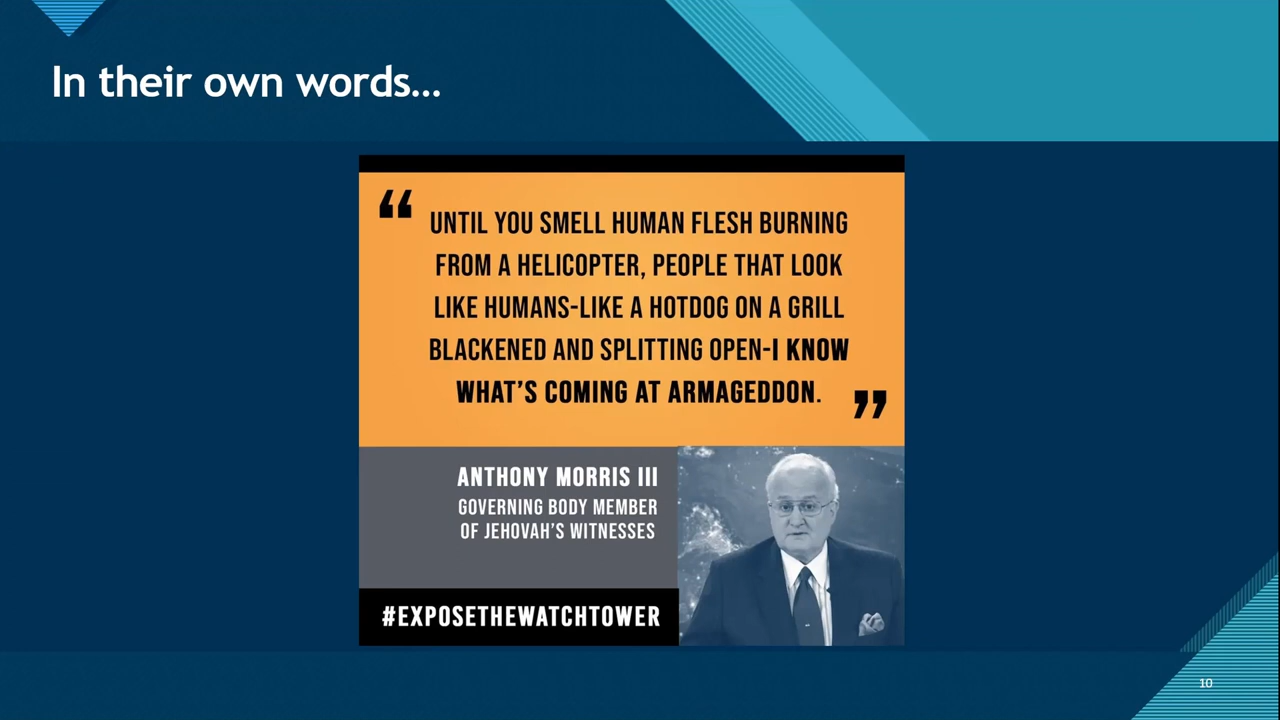 In their own words...
“ UNTIL YOU SMELL HUMAN FLESH BURNING
FROM A HELICOPTER, PEOPLE THAT LOOK
LIKE HUMANS-LIKE A HOTDOG ON A GRILL
BLACKENED AND SPLITTING OPEN-I KNOW
WHAT'S COMING AT ARMAGEDDON. ”
ANTHONY MORRIS III
GOVERNING BODY MEMBER
OF JEHOVAH'S WITNESSES
#EXPOSETHEWATCHTOWER
10